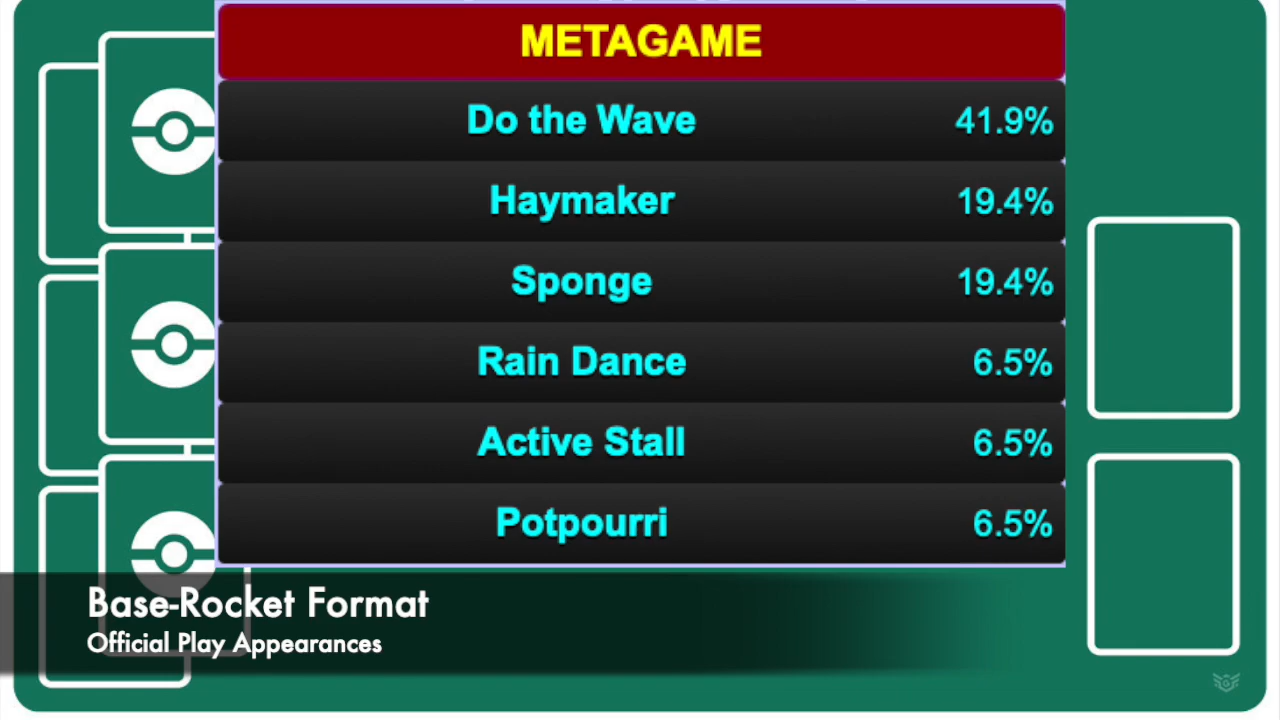 METAGAME
Do the Wave 41.9%
Haymaker 19.4%
Sponge 19.4%
Rain Dance 6.5%
Active Stall 6.5%
Potpourri 6.5%
Base-Rocket Format
Official Play Appearances